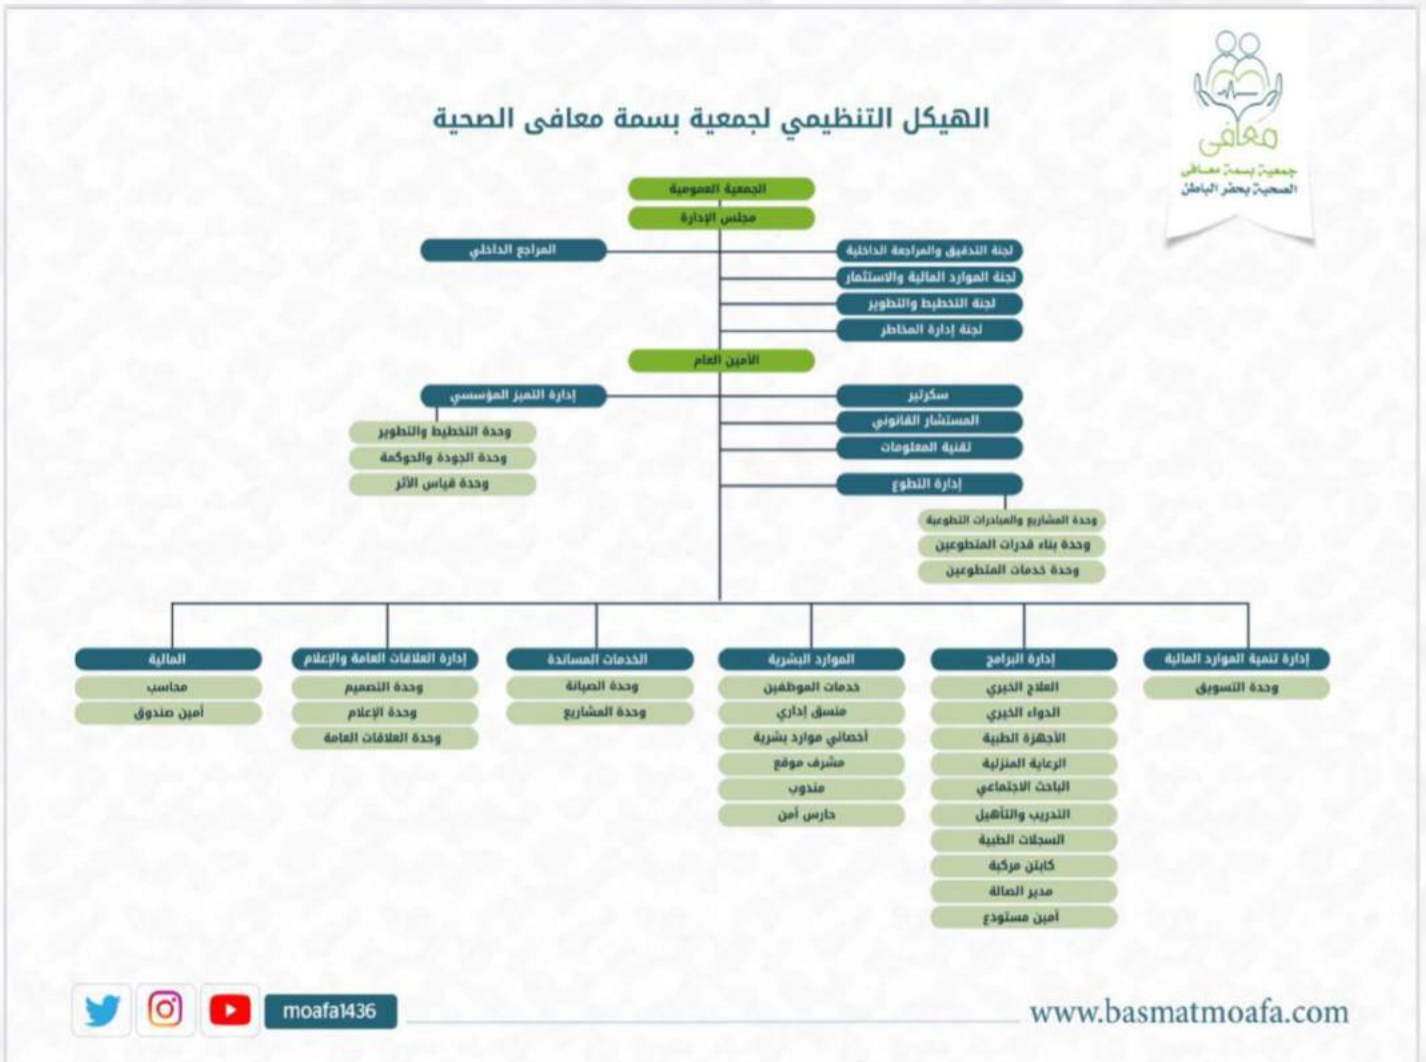 معافى
جمعية بسمة معافى
الصحية بحفر الباطن
الهيكل التنظيمي لجمعية بسمة معافى الصحية
الجمعية العمومية
مجلس الإدارة
لجنة التدقيق والمراجعة الداخلية
المراجع الداخلي
لجنة الموارد المالية والاستثمار
لجنة التخطيط والتطوير
لجنة إدارة المخاطر
الأمين العام
سكرتير
إدارة التميز المؤسسي
المستشار القانوني
تقنية المعلومات
إدارة التطوع
وحدة التخطيط والتطوير
وحدة الجودة والحوكمة
وحدة قياس الأثر
وحدة المشاريع والمبادرات التطوعية
وحدة بناء قدرات المتطوعين
وحدة خدمات المتطوعين
إدارة تنمية الموارد المالية
وحدة التسويق
إدارة البرامج
العلاج الخيري
الدواء الخيري
الأجهزة الطبية
الرعاية المنزلية
الباحث الاجتماعي
التدريب والتأهيل
السجلات الطبية
كابتن مركبة
مدير الصالة
أمين مستودع
الموارد البشرية
خدمات الموظفين
منسق إداري
أخصائي موارد بشرية
مشرف موقع
مندوب
حارس أمن
الخدمات المساندة
وحدة الصيانة
وحدة المشاريع
إدارة العلاقات العامة والإعلام
وحدة التصميم
وحدة الإعلام
وحدة العلاقات العامة
المالية
محاسب
أمين صندوق
moafa1436
www.basmatmoafa.com